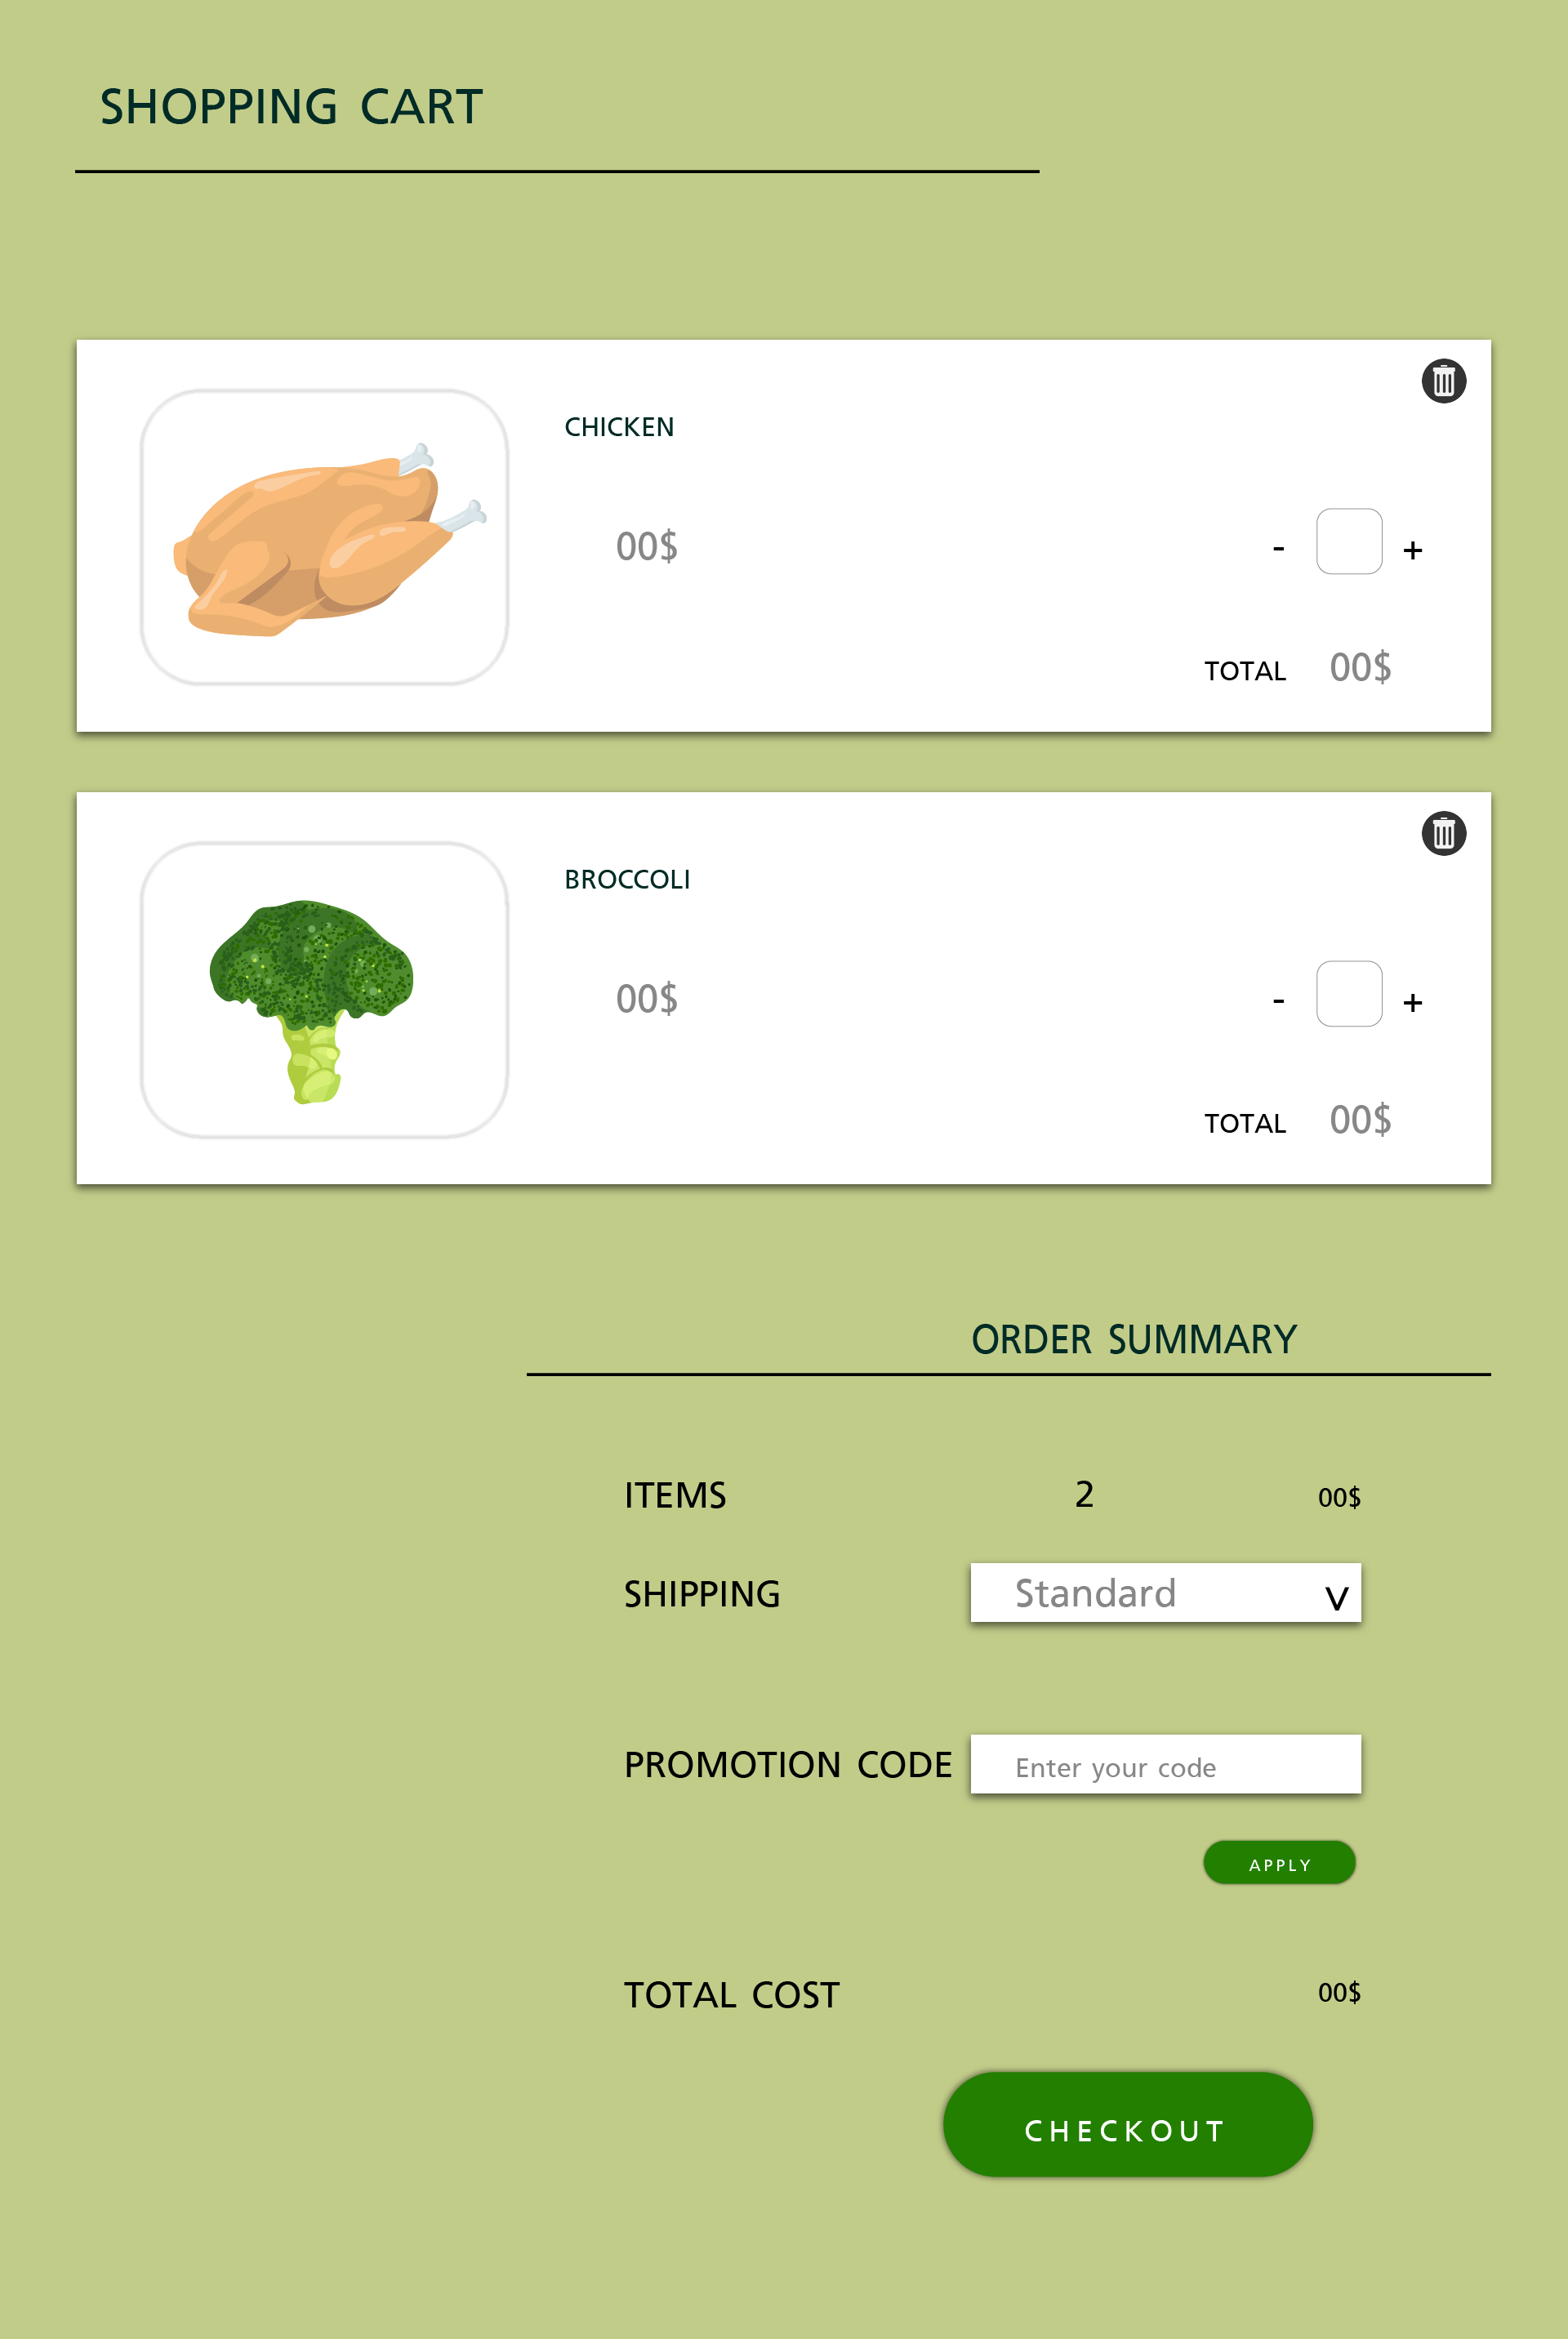 SHOPPING CART
CHICKEN
00$
- +
TOTAL 00$
BROCCOLI
00$
- +
TOTAL 00$
ORDER SUMMARY
ITEMS 2 00$
SHIPPING Standard V
PROMOTION CODE Enter your code
APPLY
TOTAL COST 00$
CHECKOUT